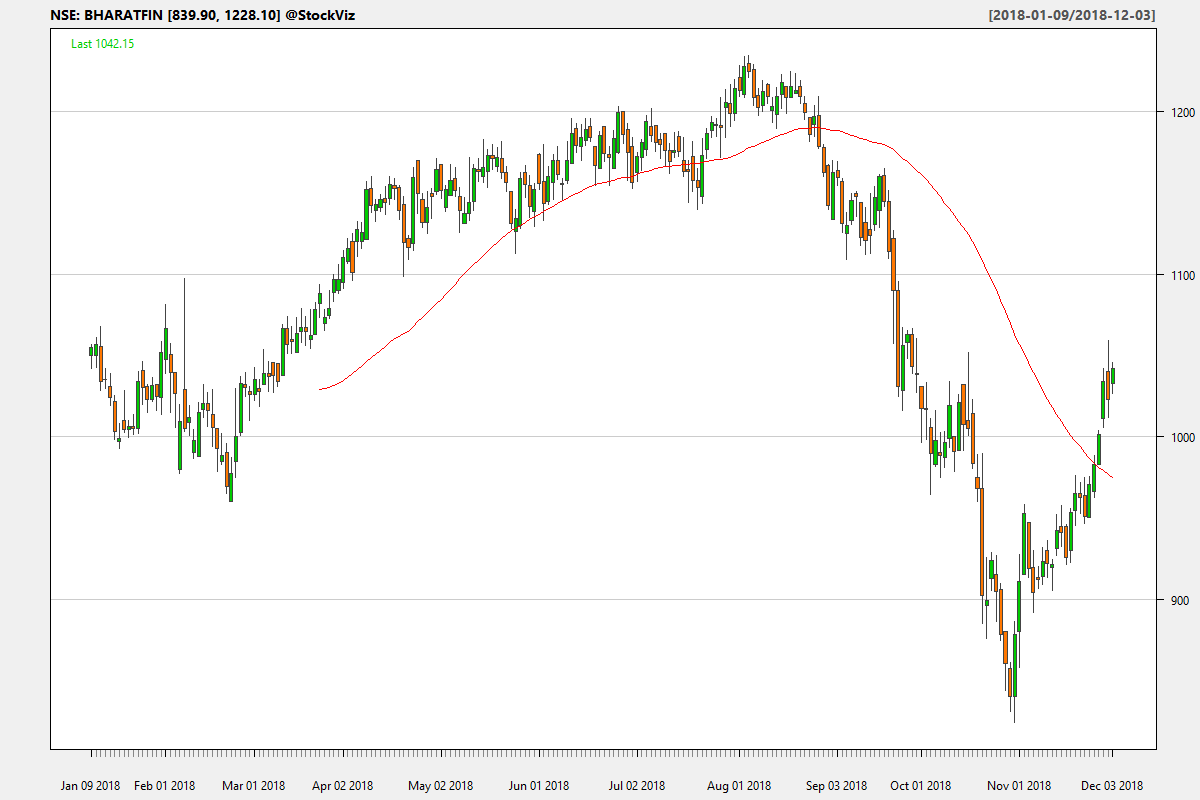 NSE: BHARATFIN [839.90, 1228.10] @StockViz
[2018-01-09/2018-12-03]
Last 1042.15
1200
1100
1000
900
Jan 09 2018 Feb 01 2018 Mar 01 2018 Apr 02 2018 May 02 2018 Jun 01 2018 Jul 02 2018 Aug 01 2018 Sep 03 2018 Oct 01 2018 Nov 01 2018 Dec 03 2018